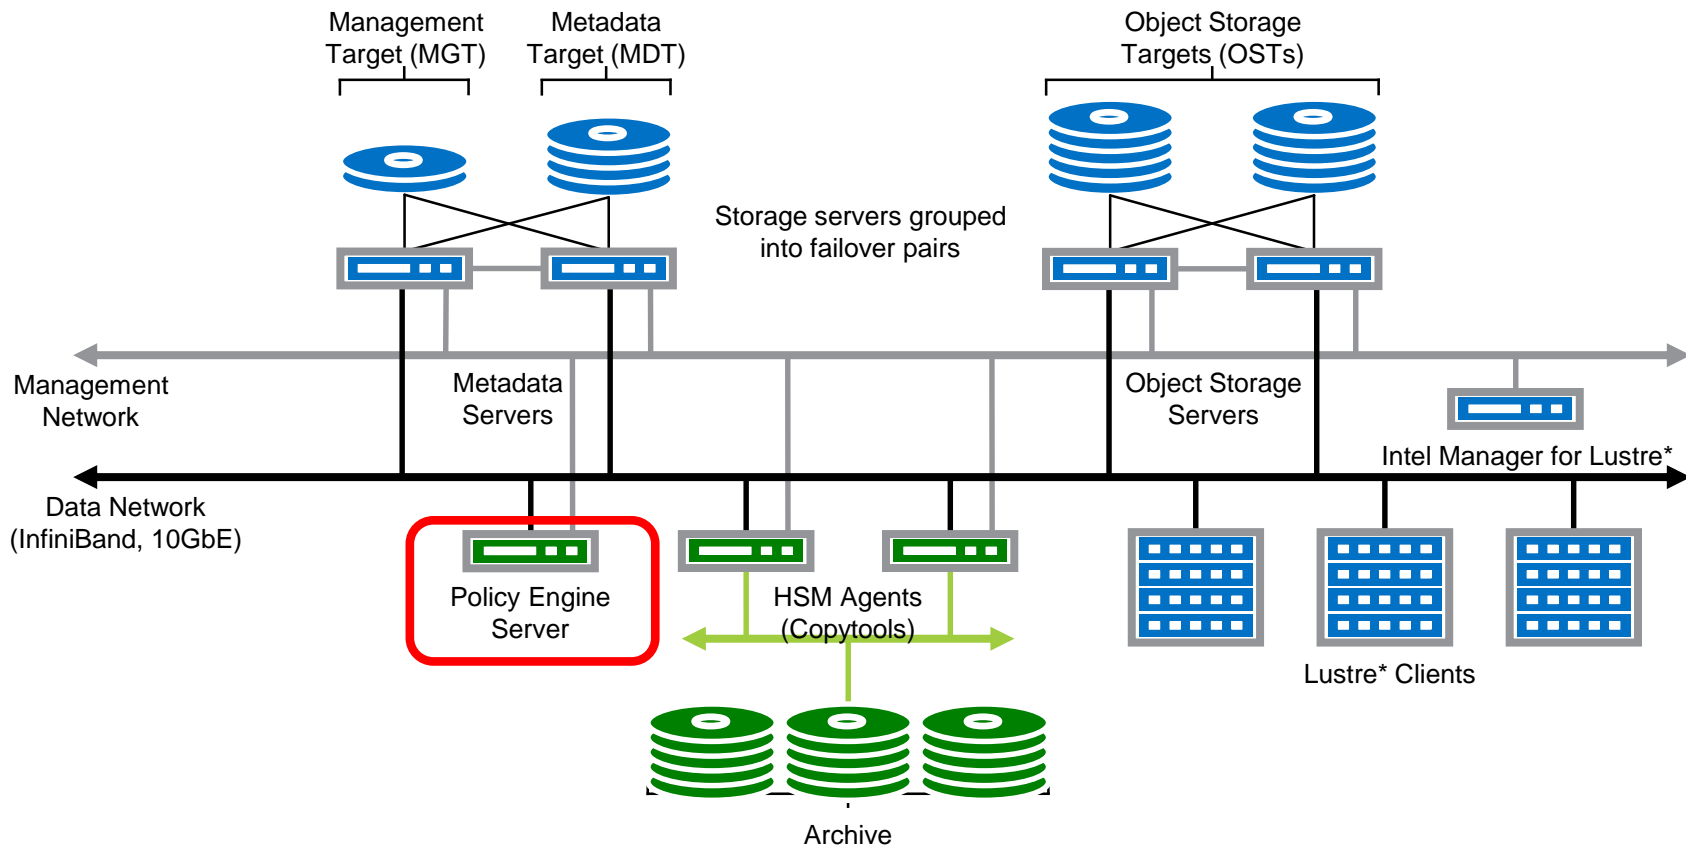 Management
Target (MGT)
Metadata
Target (MDT)
Object Storage
Targets (OSTs)
Storage servers grouped
into failover pairs
Management
Network
Metadada
Servers
Object Storage
Servers
Intel Manager for Lustre*
Data Network
(InfiniBand, 10GbE)
Policy Engine
Server
HSM Agents
(Copytools)
Lustre* Clients
Archive